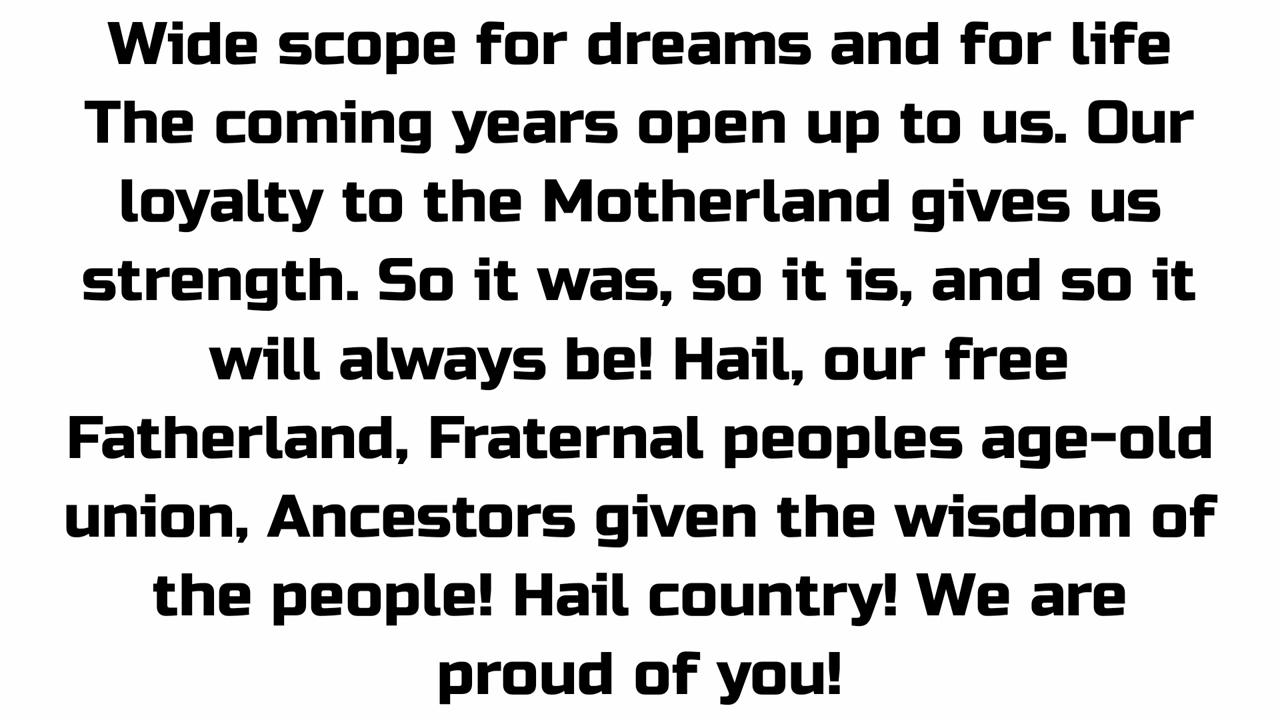 Wide scope for dreams and for life
The coming years open up to us. Our
loyalty to the Motherland gives us
strength. So it was, so it is, and so it
will always be! Hail, our free
Fatherland, Fraternal peoples age-old
union, Ancestors given the wisdom of
the people! Hail country! We are
proud of you!